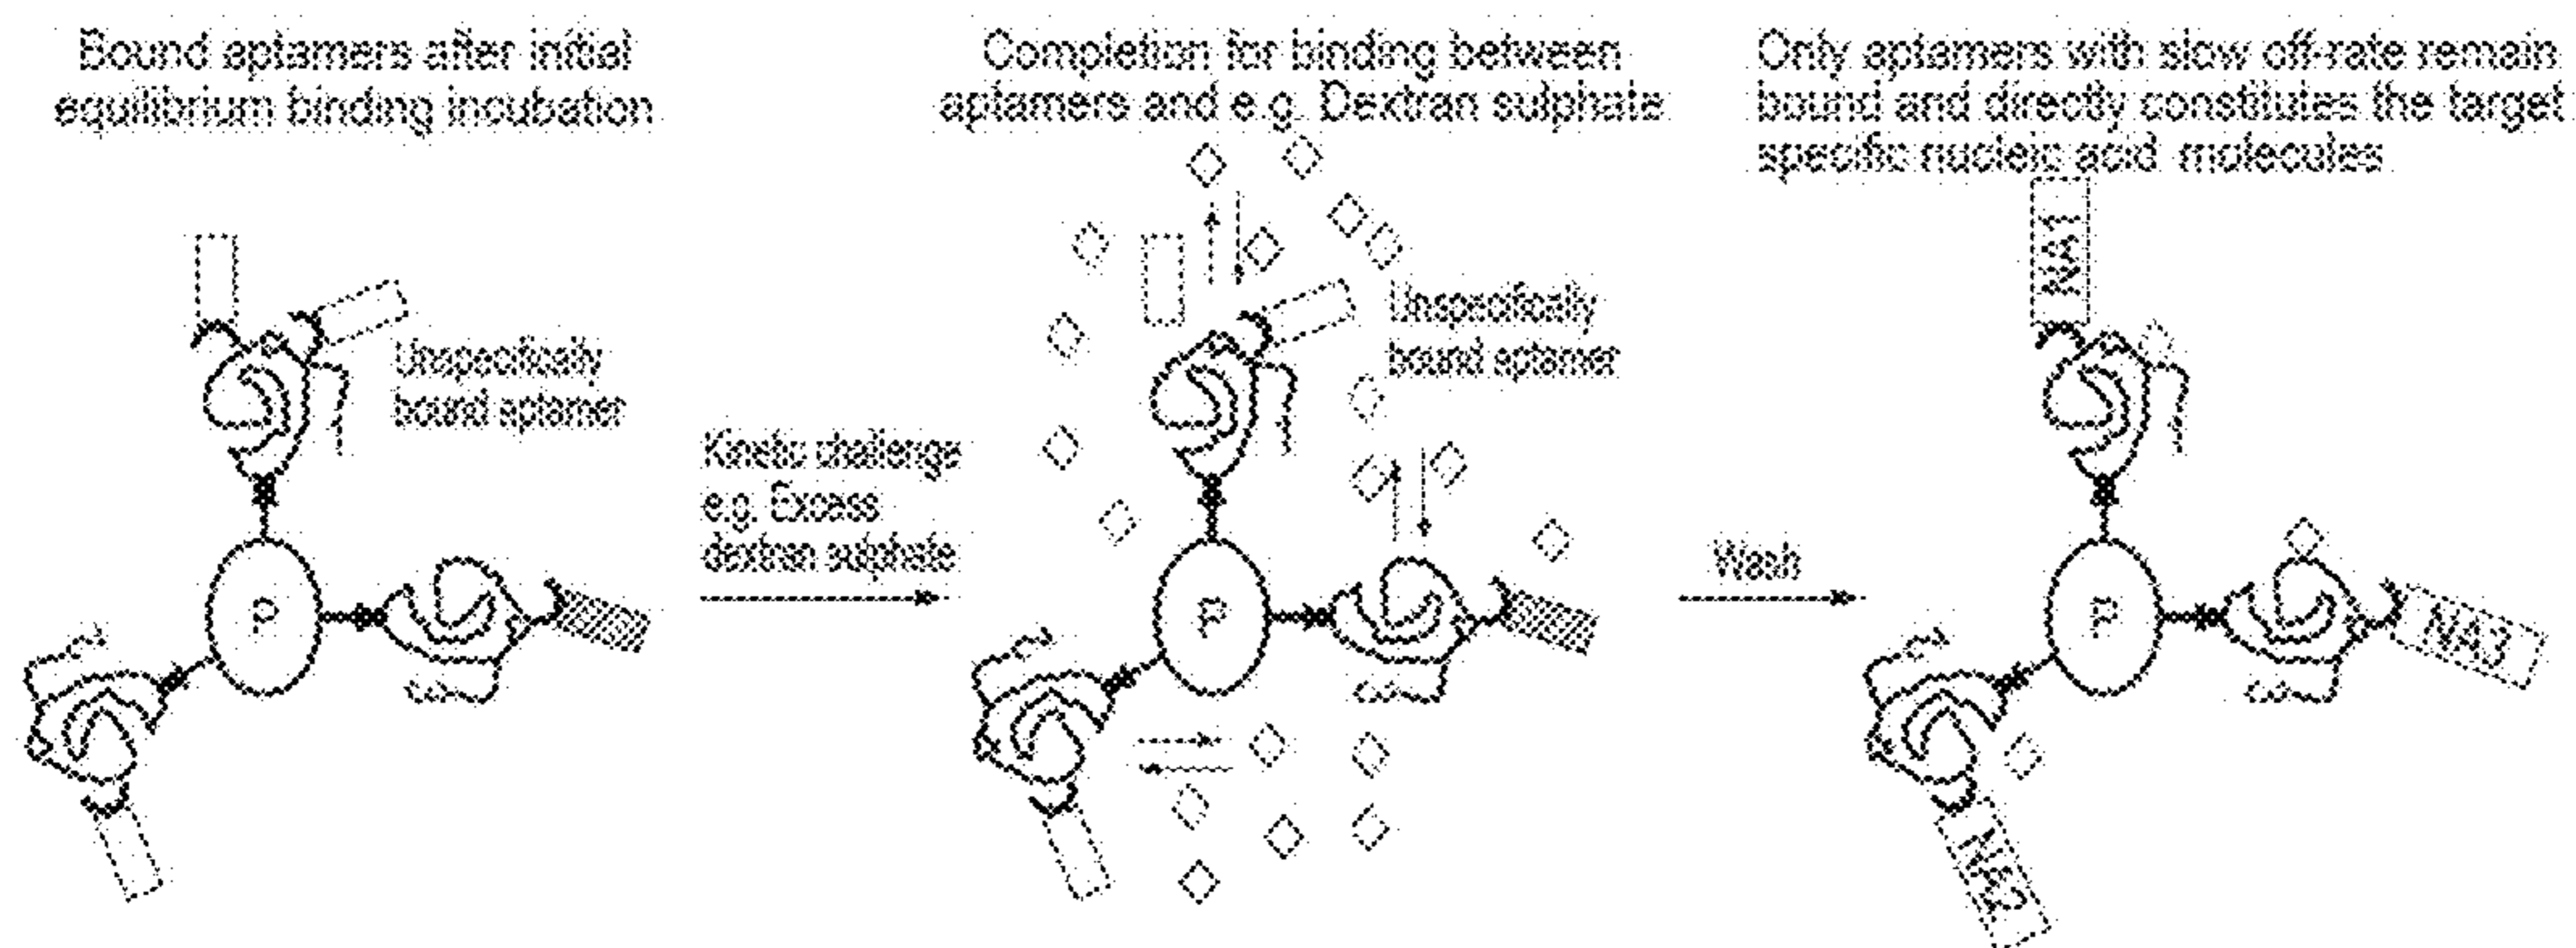 Bound aptamers after initial
equilibrium binding incubation
Completion for binding between
aptamers and e.g. Dextran sulphate
Only aptamers with slow off-rate remain
bound and directly constitutes the target
specific nucleic acid molecules
Unspecifically
bound aptamer
Kinetic challenge
e.g. Excess
dextran sulphate
Unspecifically
bound aptamer
Wash
NA1
P
P
P
NA3
NA2